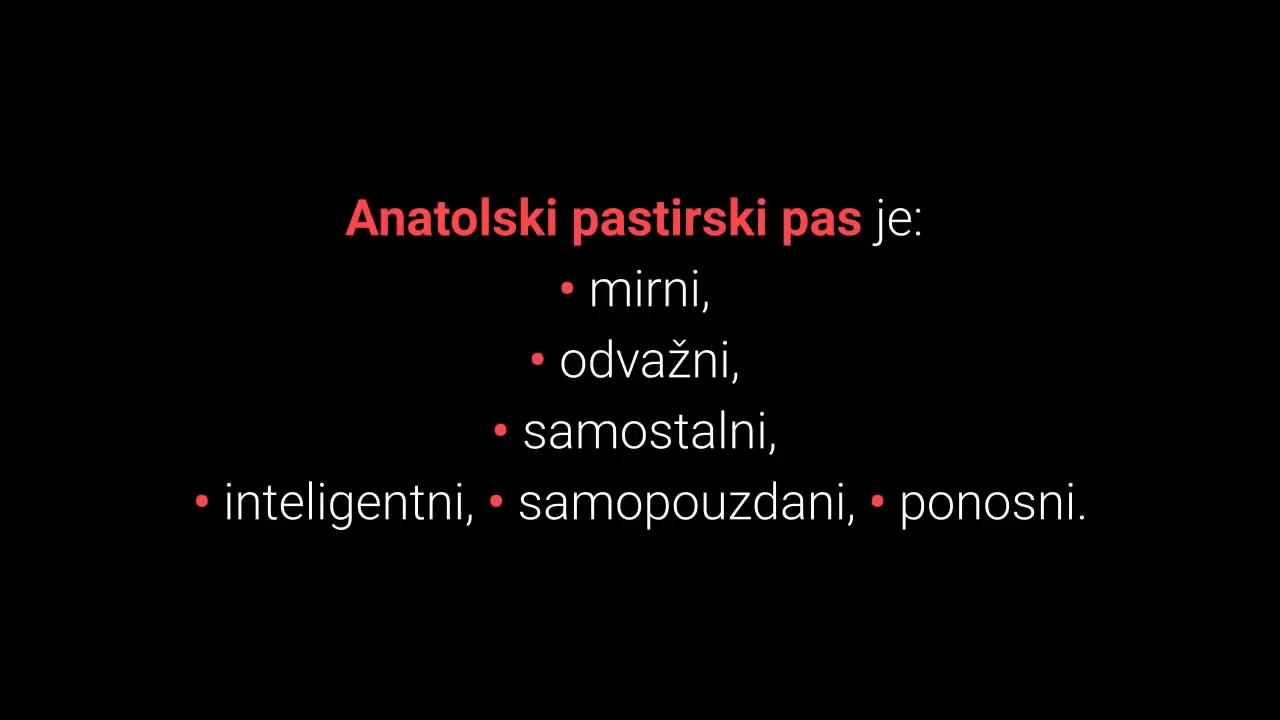 Anatolski pastirski pas je:
• mirni,
• odvažni,
• samostalni,
• inteligentni, • samopouzdani, • ponosni.